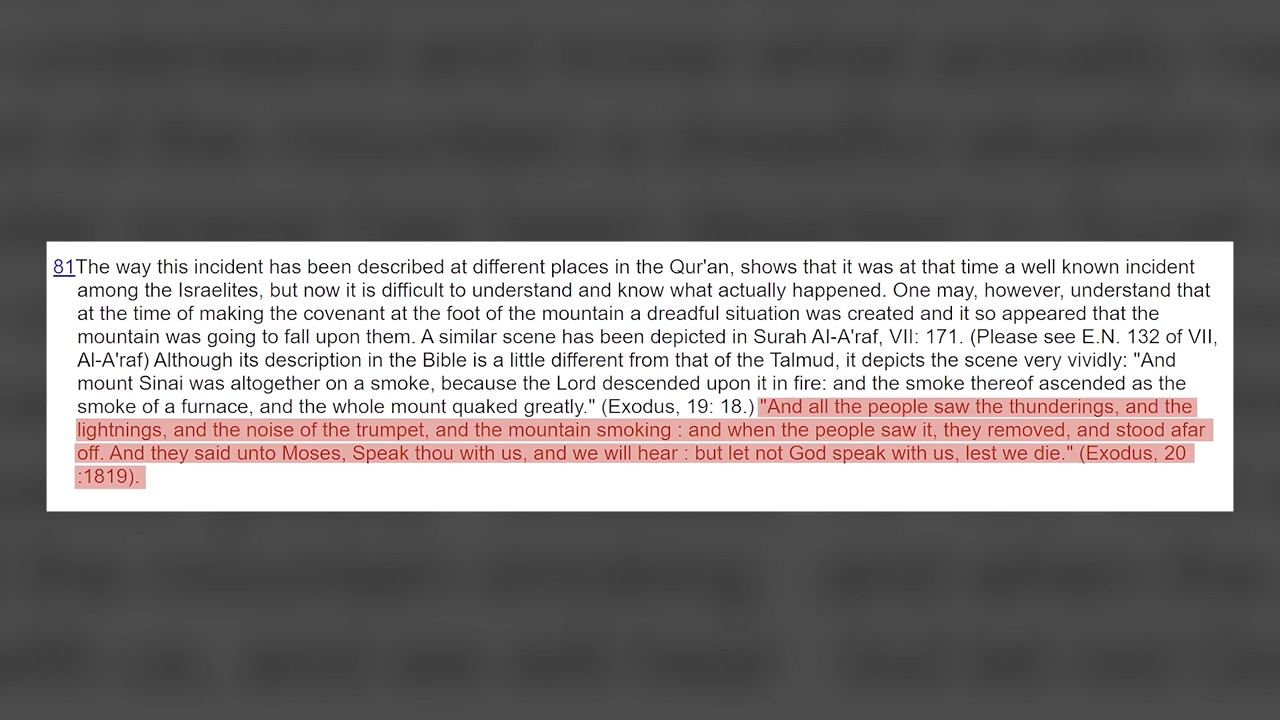 81The way this incident has been described at different places in the Qur'an, shows that it was at that time a well known incident
among the Israelites, but now it is difficult to understand and know what actually happened. One may, however, understand that
at the time of making the covenant at the foot of the mountain a dreadful situation was created and it so appeared that the
mountain was going to fall upon them. A similar scene has been depicted in Surah Al-A'raf, VII: 171. (Please see E.N. 132 of VII,
Al-A'raf) Although its description in the Bible is a little different from that of the Talmud, it depicts the scene very vividly: "And
mount Sinai was altogether on a smoke, because the Lord descended upon it in fire: and the smoke thereof ascended as the
smoke of a furnace, and the whole mount quaked greatly." (Exodus, 19: 18.) "And all the people saw the thunderings, and the
lightnings, and the noise of the trumpet, and the mountain smoking : and when the people saw it, they removed, and stood afar
off. And they said unto Moses, Speak thou with us, and we will hear : but let not God speak with us, lest we die." (Exodus, 20
:1819).